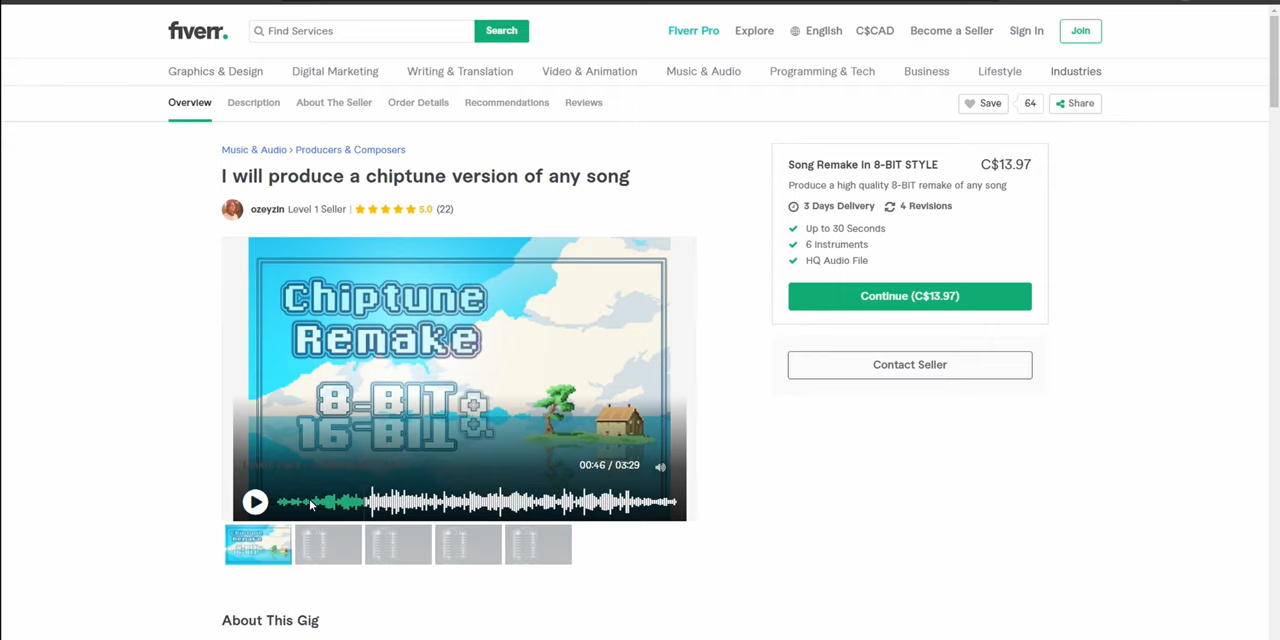 fiverr.
Find Services
Search
Fiverr Pro
Explore
English
C$CAD
Become a Seller
Sign In
Join
Graphics & Design
Digital Marketing
Writing & Translation
Video & Animation
Music & Audio
Programming & Tech
Business
Lifestyle
Industries
Overview
Description
About The Seller
Order Details
Recommendations
Reviews
Save
64
Share
Music & Audio › Producers & Composers
I will produce a chiptune version of any song
ozeyzin Level 1 Seller | 5.0 (22)
Chiptune
Remake
8-BIT &
16-BIT
00:46 / 03:29
Song Remake in 8-BIT STYLE
C$13.97
Produce a high quality 8-BIT remake of any song
3 Days Delivery
4 Revisions
Up to 30 Seconds
6 Instruments
HQ Audio File
Continue (C$13.97)
Contact Seller
Chiptune
Remake
About This Gig